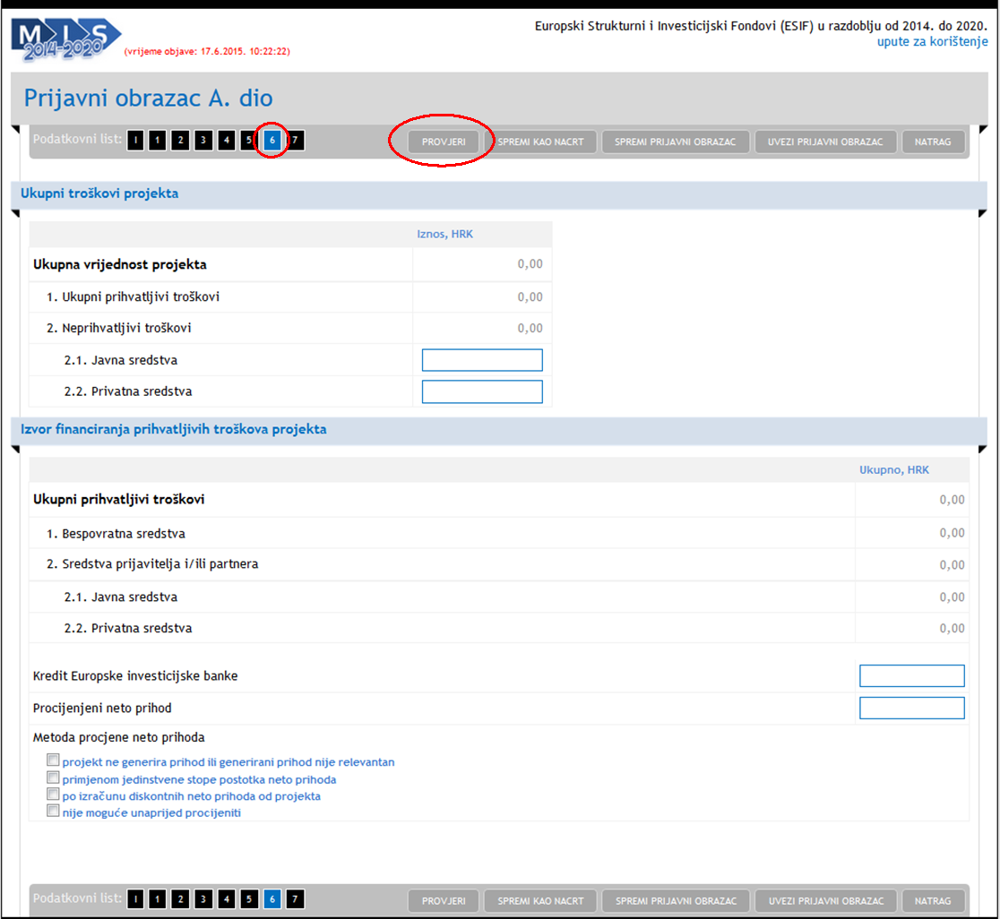 M I S
2014-2020
(vrijeme objave: 17.6.2015. 10:22:22)
Europski Strukturni i Investicijski Fondovi (ESIF) u razdoblju od 2014. do 2020.
upute za korištenje
Prijavni obrazac A. dio
Podatkovni list: I 1 2 3 4 5 6 7 PROVJERI SPREMI KAO NACRT SPREMI PRIJAVNI OBRAZAC UVEZI PRIJAVNI OBRAZAC NATRAG
Ukupni troškovi projekta
Iznos, HRK
Ukupna vrijednost projekta 0,00
1. Ukupni prihvatljivi troškovi 0,00
2. Neprihvatljivi troškovi 0,00
2.1. Javna sredstva
2.2. Privatna sredstva
Izvor financiranja prihvatljivih troškova projekta
Ukupno, HRK
Ukupni prihvatljivi troškovi 0,00
1. Bespovratna sredstva 0,00
2. Sredstva prijavitelja i/ili partnera 0,00
2.1. Javna sredstva 0,00
2.2. Privatna sredstva 0,00
Kredit Europske investicijske banke
Procijenjeni neto prihod
Metoda procjene neto prihoda
projekt ne generira prihod ili generirani prihod nije relevantan
primjenom jedinstvene stope postotka neto prihoda
po izračunu diskontnih neto prihoda od projekta
nije moguće unaprijed procijeniti
Podatkovni list: I 1 2 3 4 5 6 7 PROVJERI SPREMI KAO NACRT SPREMI PRIJAVNI OBRAZAC UVEZI PRIJAVNI OBRAZAC NATRAG